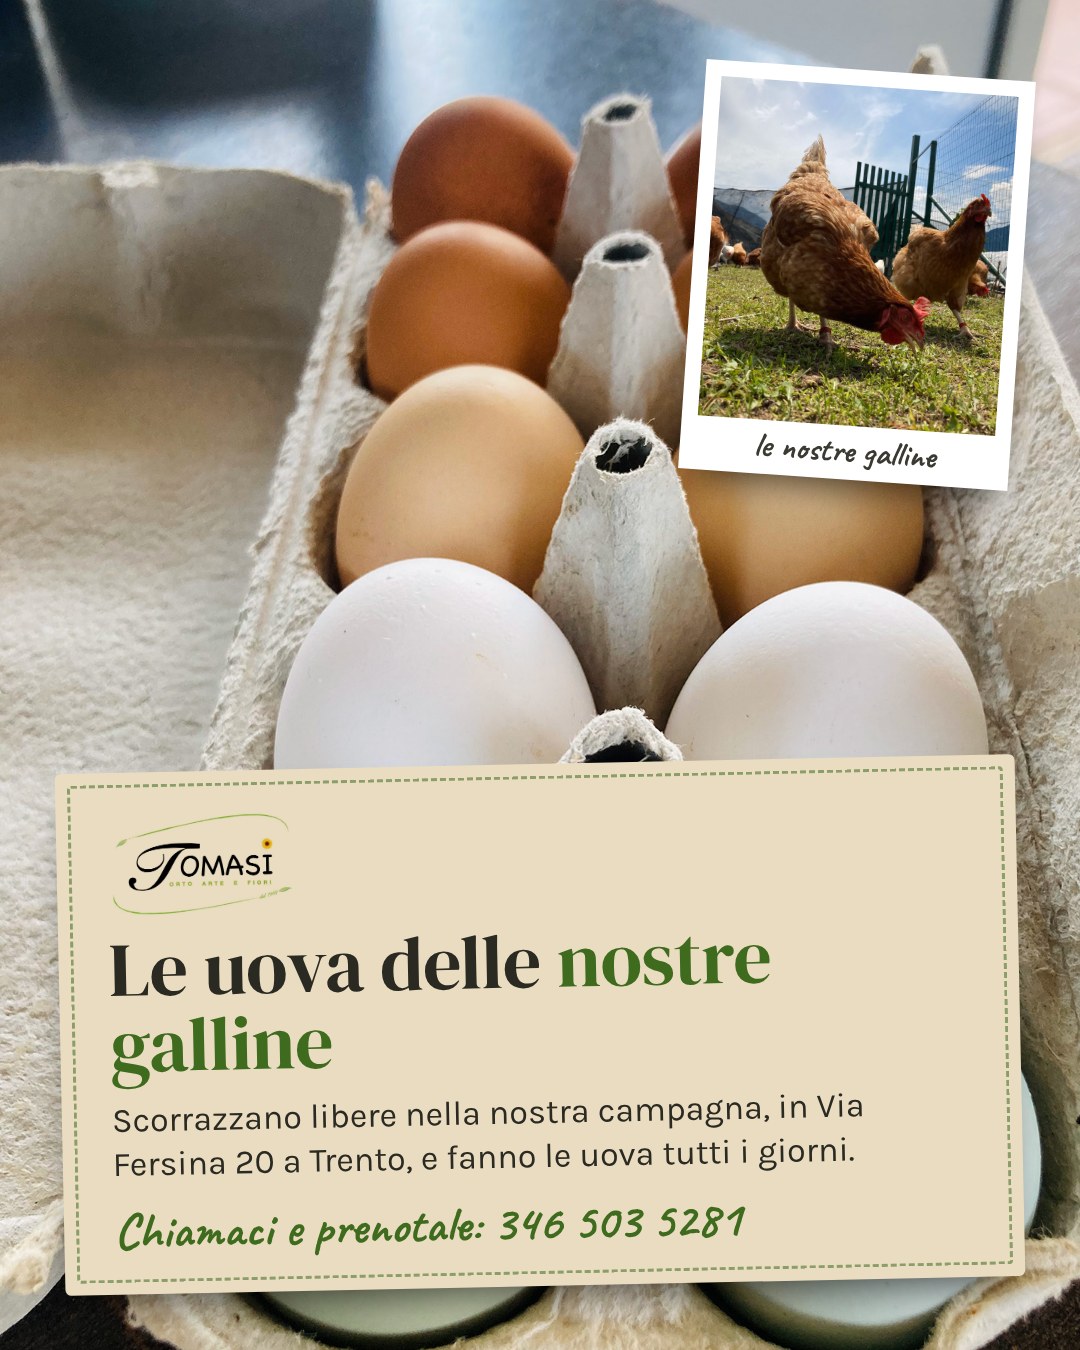 le nostre galline
TOMASI
ORTO ARTE E FIORI
Le uova delle nostre
galline
Scorrazzano libere nella nostra campagna, in Via
Fersina 20 a Trento, e fanno le uova tutti i giorni.
Chiamaci e prenotale: 346 503 5281